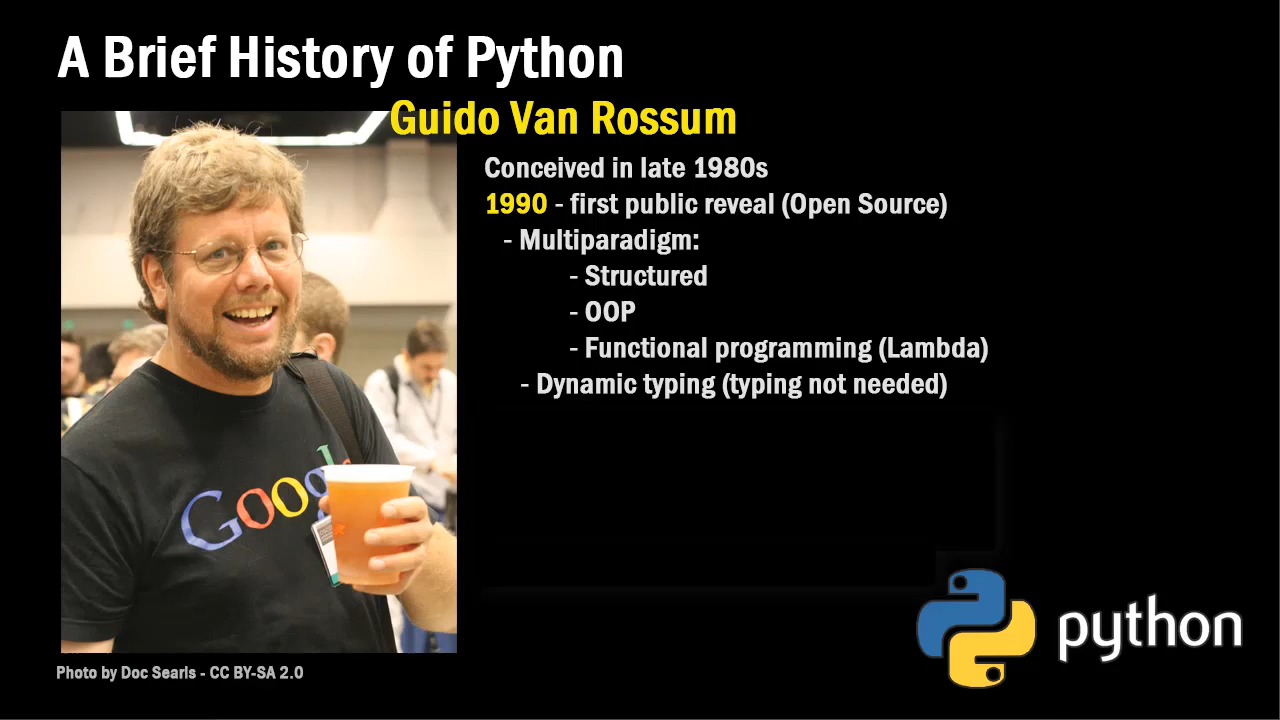 A Brief History of Python
Guido Van Rossum
Conceived in late 1980s
1990 - first public reveal (Open Source)
- Multiparadigm:
- Structured
- OOP
- Functional programming (Lambda)
- Dynamic typing (typing not needed)
Google
python
Photo by Doc Searls - CC BY-SA 2.0